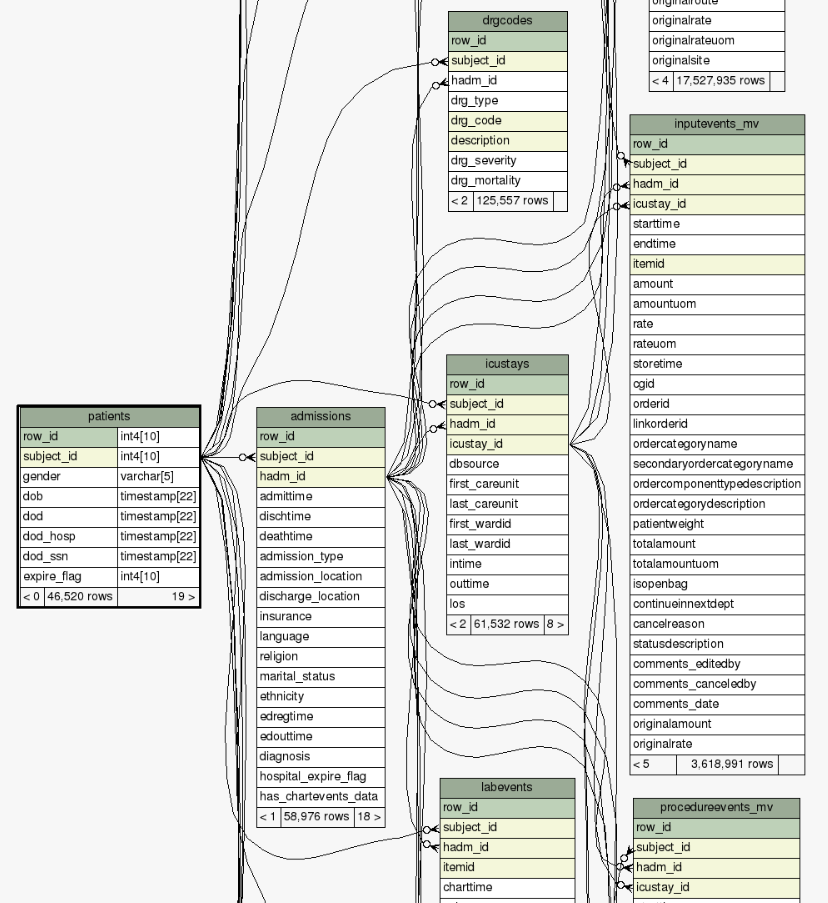 originalroute
originalrate
originalrateuom
originalsite
< 4 17,527,935 rows
drgcodes
row_id
subject_id
hadm_id
drg_type
drg_code
description
drg_severity
drg_mortality
< 2 125,557 rows
inputevents_mv
row_id
subject_id
hadm_id
icustay_id
starttime
endtime
itemid
amount
amountuom
rate
rateuom
storetime
cgid
orderid
linkorderid
ordercategoryname
secondaryordercategoryname
ordercomponenttypedescription
ordercategorydescription
patientweight
totalamount
totalamountuom
isopenbag
continueinnextdept
cancelreason
statusdescription
comments_editedby
comments_canceledby
comments_date
originalamount
originalrate
< 5 3,618,991 rows
icustays
row_id
subject_id
hadm_id
icustay_id
dbsource
first_careunit
last_careunit
first_wardid
last_wardid
intime
outtime
los
< 2 61,532 rows 8 >
patients
row_id int4[10]
subject_id int4[10]
gender varchar[5]
dob timestamp[22]
dod timestamp[22]
dod_hosp timestamp[22]
dod_ssn timestamp[22]
expire_flag int4[10]
< 0 46,520 rows 19 >
admissions
row_id
subject_id
hadm_id
admittime
dischtime
deathtime
admission_type
admission_location
discharge_location
insurance
language
religion
marital_status
ethnicity
edregtime
edouttime
diagnosis
hospital_expire_flag
has_chartevents_data
< 1 58,976 rows 18 >
labevents
row_id
subject_id
hadm_id
itemid
charttime
procedureevents_mv
row_id
subject_id
hadm_id
icustay_id